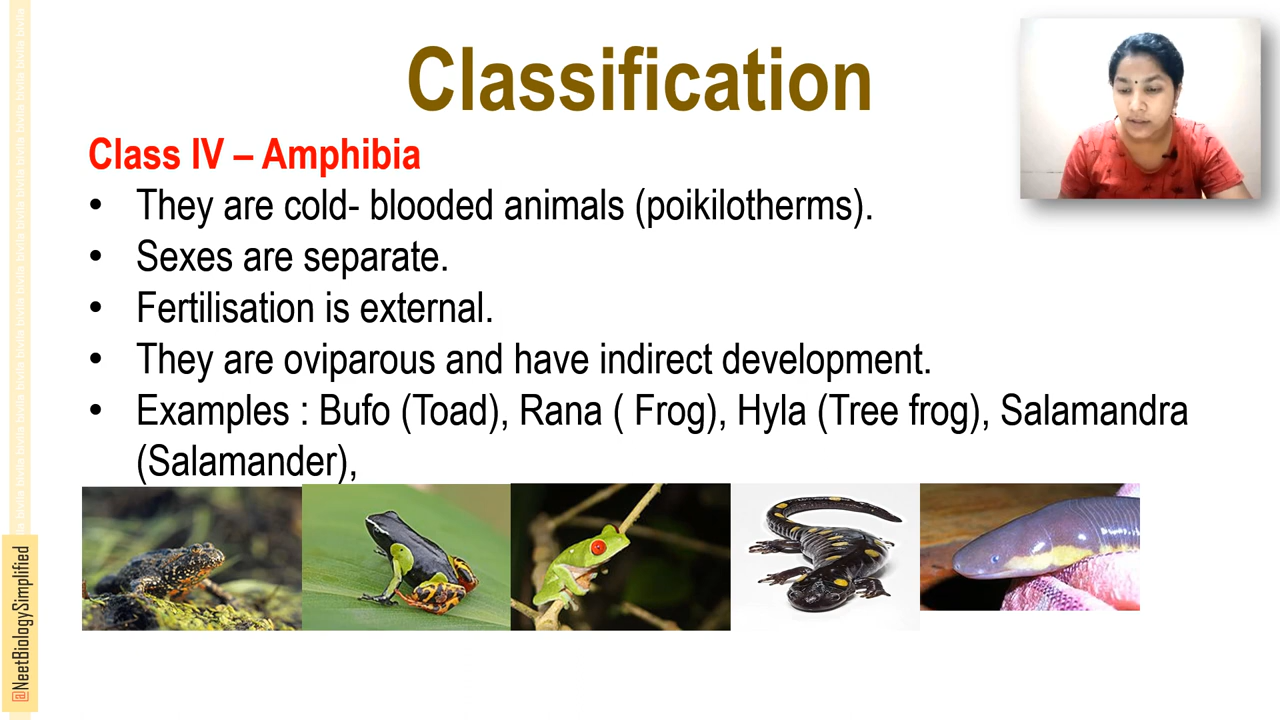 Classification
Class IV – Amphibia
• They are cold- blooded animals (poikilotherms).
• Sexes are separate.
• Fertilisation is external.
• They are oviparous and have indirect development.
• Examples : Bufo (Toad), Rana ( Frog), Hyla (Tree frog), Salamandra
(Salamander),
@NeetBiologySimplified